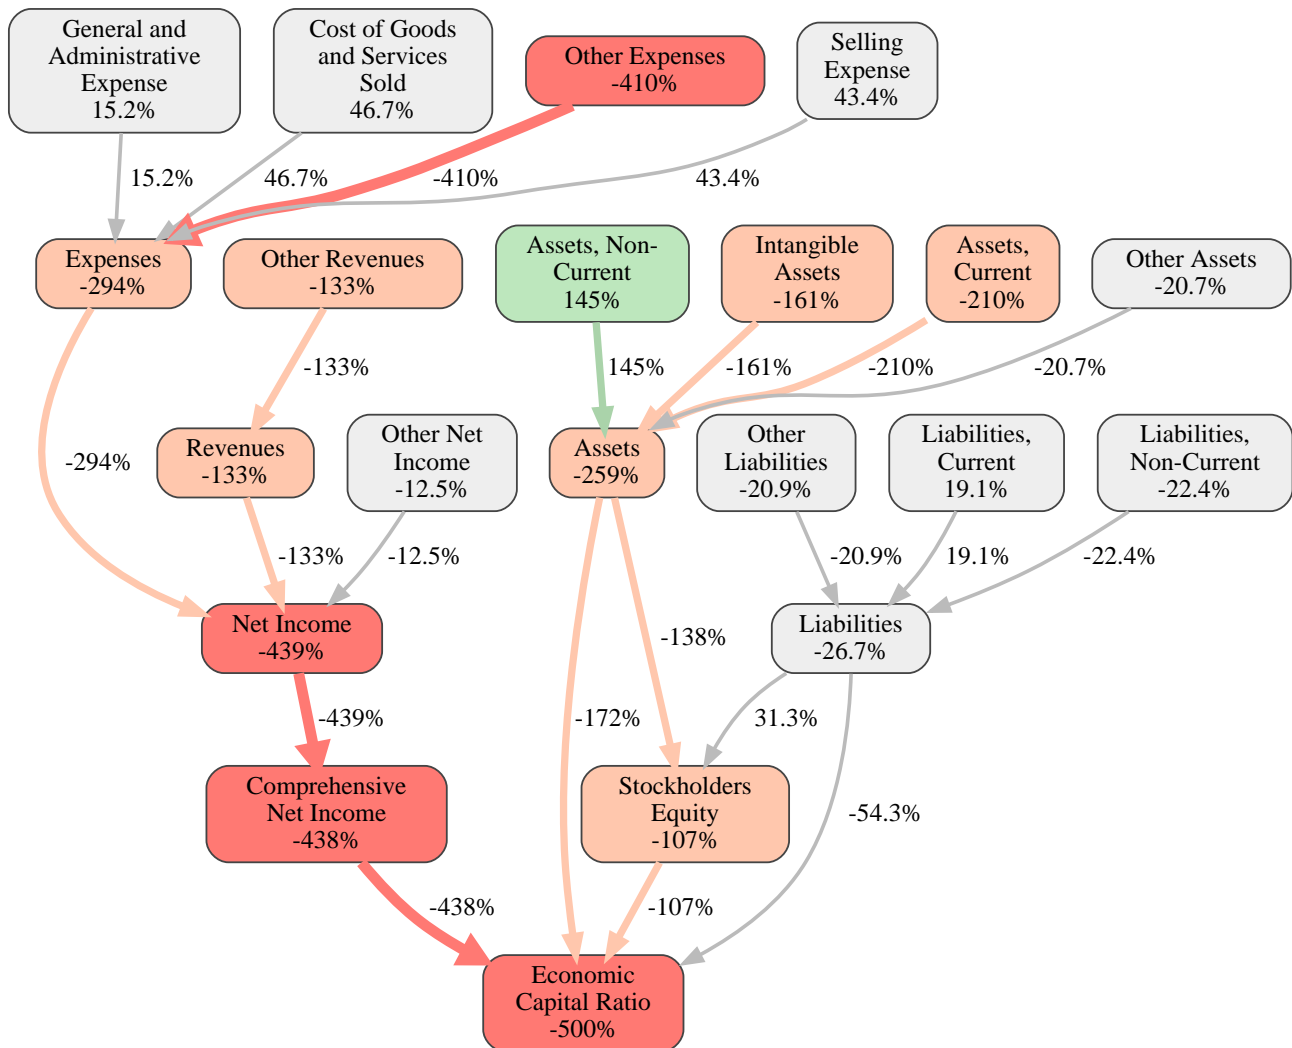 General and
Administrative
Expense
15.2%
Cost of Goods
and Services
Sold
46.7%
Other Expenses
-410%
Selling
Expense
43.4%
15.2%
46.7%
-410%
43.4%
Expenses
-294%
Other Revenues
-133%
Assets, Non-
Current
145%
Intangible
Assets
-161%
Assets,
Current
-210%
Other Assets
-20.7%
-133%
145%
-161%
-210%
-20.7%
-294%
Revenues
-133%
Other Net
Income
-12.5%
Assets
-259%
Other
Liabilities
-20.9%
Liabilities,
Current
19.1%
Liabilities,
Non-Current
-22.4%
-133%
-12.5%
-20.9%
19.1%
-22.4%
Net Income
-439%
-138%
Liabilities
-26.7%
-439%
-172%
31.3%
Comprehensive
Net Income
-438%
Stockholders
Equity
-107%
-54.3%
-438%
-107%
Economic
Capital Ratio
-500%